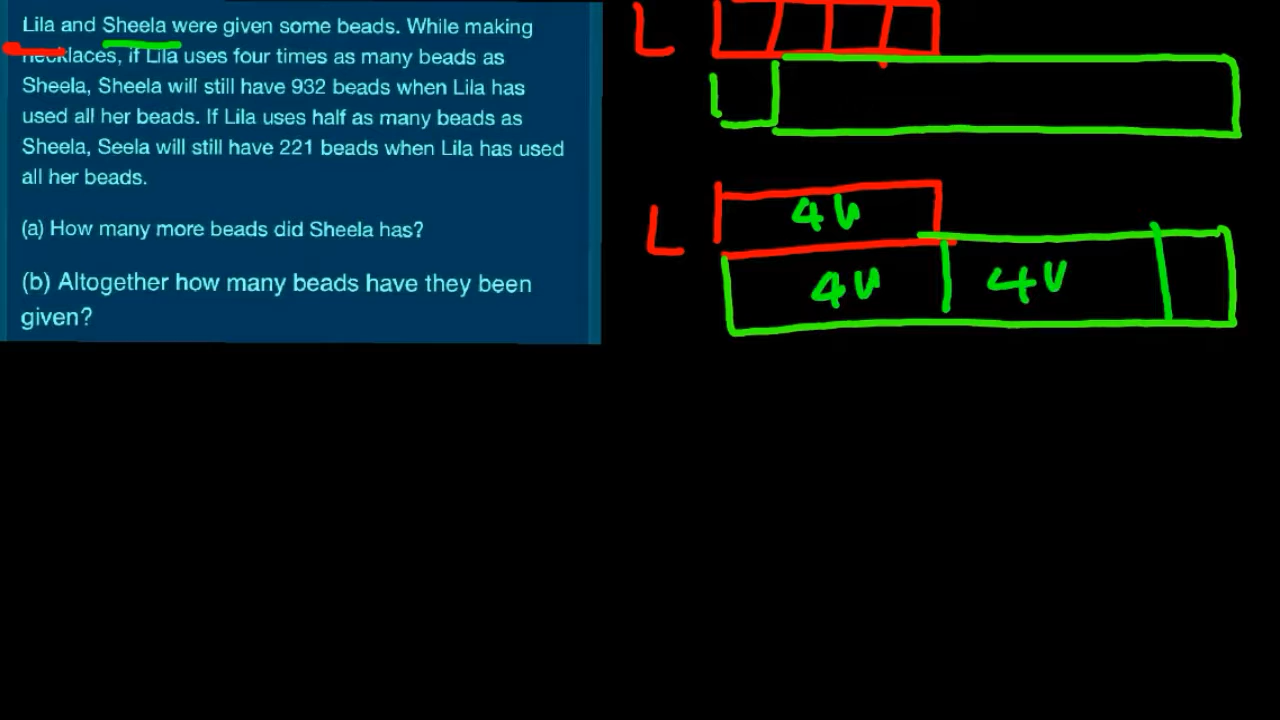 Lila and Sheela were given some beads. While making
necklaces, if Lila uses four times as many beads as
Sheela, Sheela will still have 932 beads when Lila has
used all her beads. If Lila uses half as many beads as
Sheela, Seela will still have 221 beads when Lila has used
all her beads.
(a) How many more beads did Sheela has?
(b) Altogether how many beads have they been
given?
L
L
4u
4u 4u